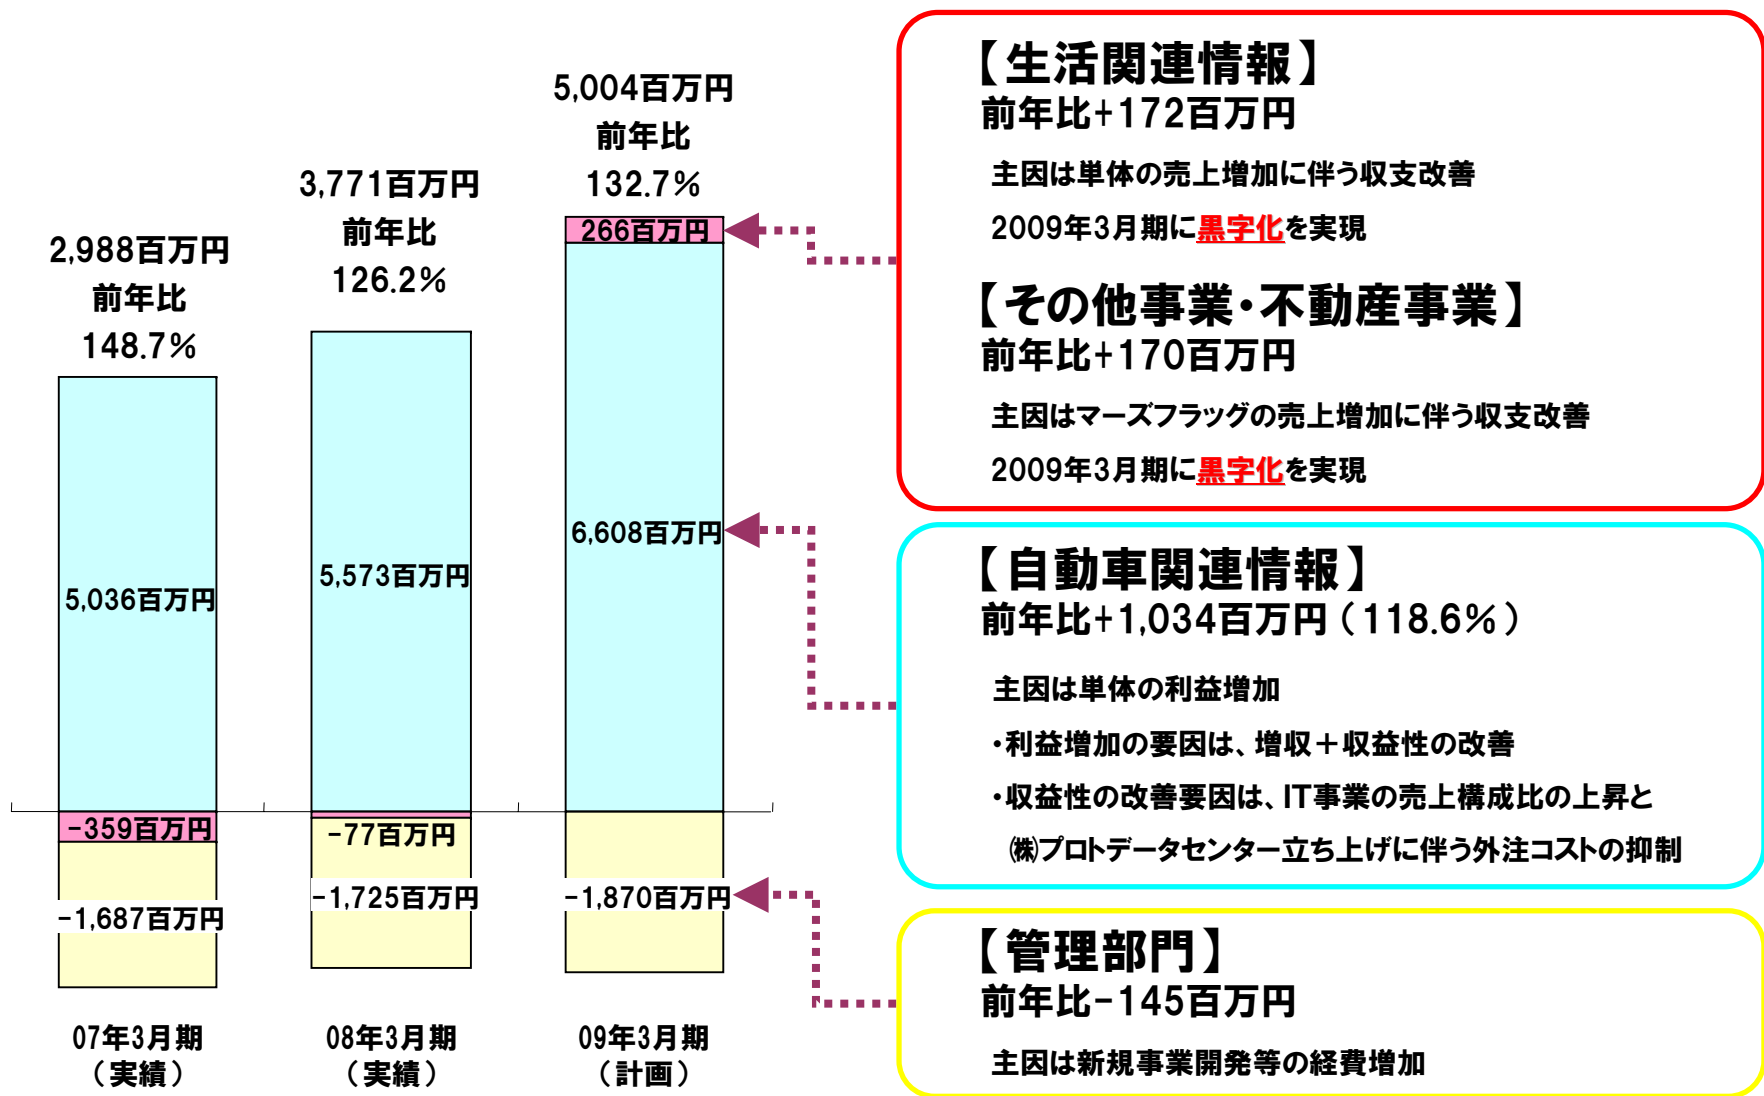 2,988百万円
前年比
148.7%
3,771百万円
前年比
126.2%
5,004百万円
前年比
132.7%
5,036百万円
-359百万円
-1,687百万円
5,573百万円
-77百万円
-1,725百万円
266百万円
6,608百万円
-1,870百万円
07年3月期
（実績）
08年3月期
（実績）
09年3月期
（計画）
【生活関連情報】
前年比+172百万円
主因は単体の売上増加に伴う収支改善
2009年3月期に黒字化を実現
【その他事業・不動産事業】
前年比+170百万円
主因はマーズフラッグの売上増加に伴う収支改善
2009年3月期に黒字化を実現
【自動車関連情報】
前年比+1,034百万円（118.6%）
主因は単体の利益増加
・利益増加の要因は、増収＋収益性の改善
・収益性の改善要因は、IT事業の売上構成比の上昇と
㈱プロトデータセンター立ち上げに伴う外注コストの抑制
【管理部門】
前年比-145百万円
主因は新規事業開発等の経費増加